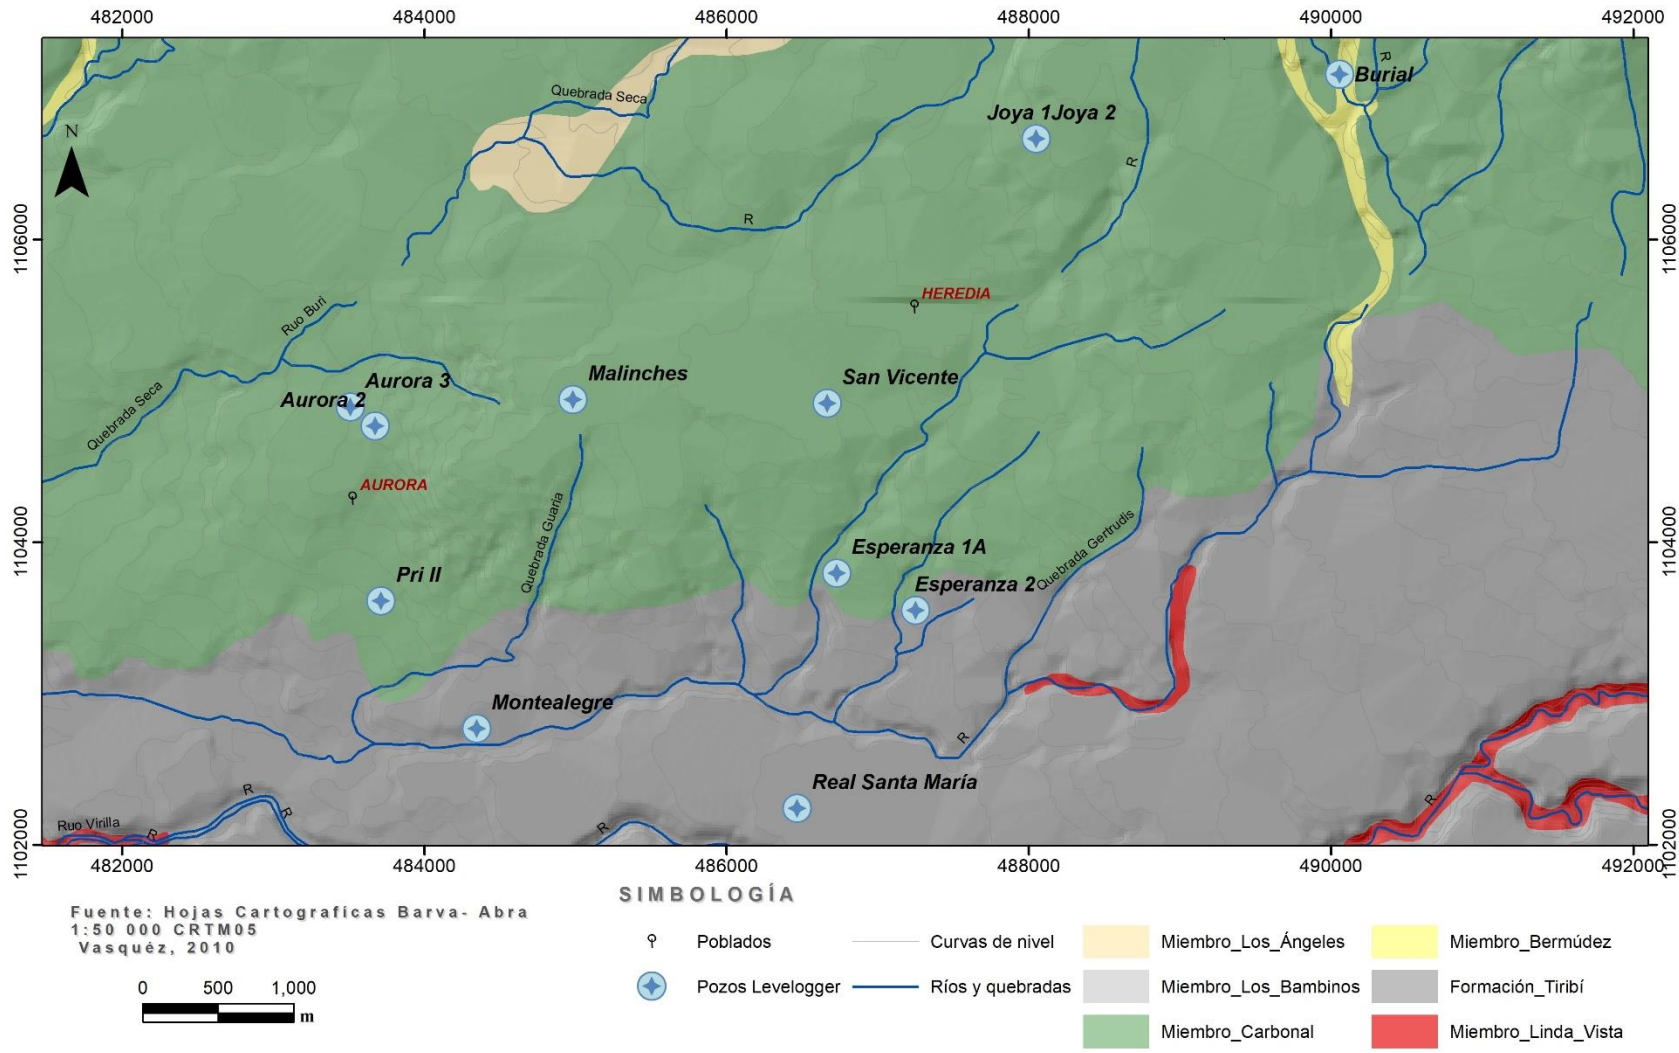 482000 484000 486000 488000 490000 492000
N
Quebrada Seca
R
Burial
Joya 1Joya 2
R
1106000
R
1106000
HEREDIA
Ruo Buri
Quebrada Seca
Aurora 3
Aurora 2
Malinches
San Vicente
AURORA
Quebrada Guaria
Quebrada Gertrudis
1104000
1104000
Esperanza 1A
Pri II
Esperanza 2
Montealegre
R
Real Santa María
R
R
R
R
Ruo Virilla
R
1102000
1102000
482000 484000 486000 488000 490000 492000
Fuente: Hojas Cartografícas Barva- Abra
1:50 000 CRTM05
Vasquéz, 2010
0 500 1,000
m
SIMBOLOGÍA
Poblados
Curvas de nivel
Miembro_Los_Ángeles
Miembro_Bermúdez
Pozos Levelogger
Ríos y quebradas
Miembro_Los_Bambinos
Formación_Tiribí
Miembro_Carbonal
Miembro_Linda_Vista